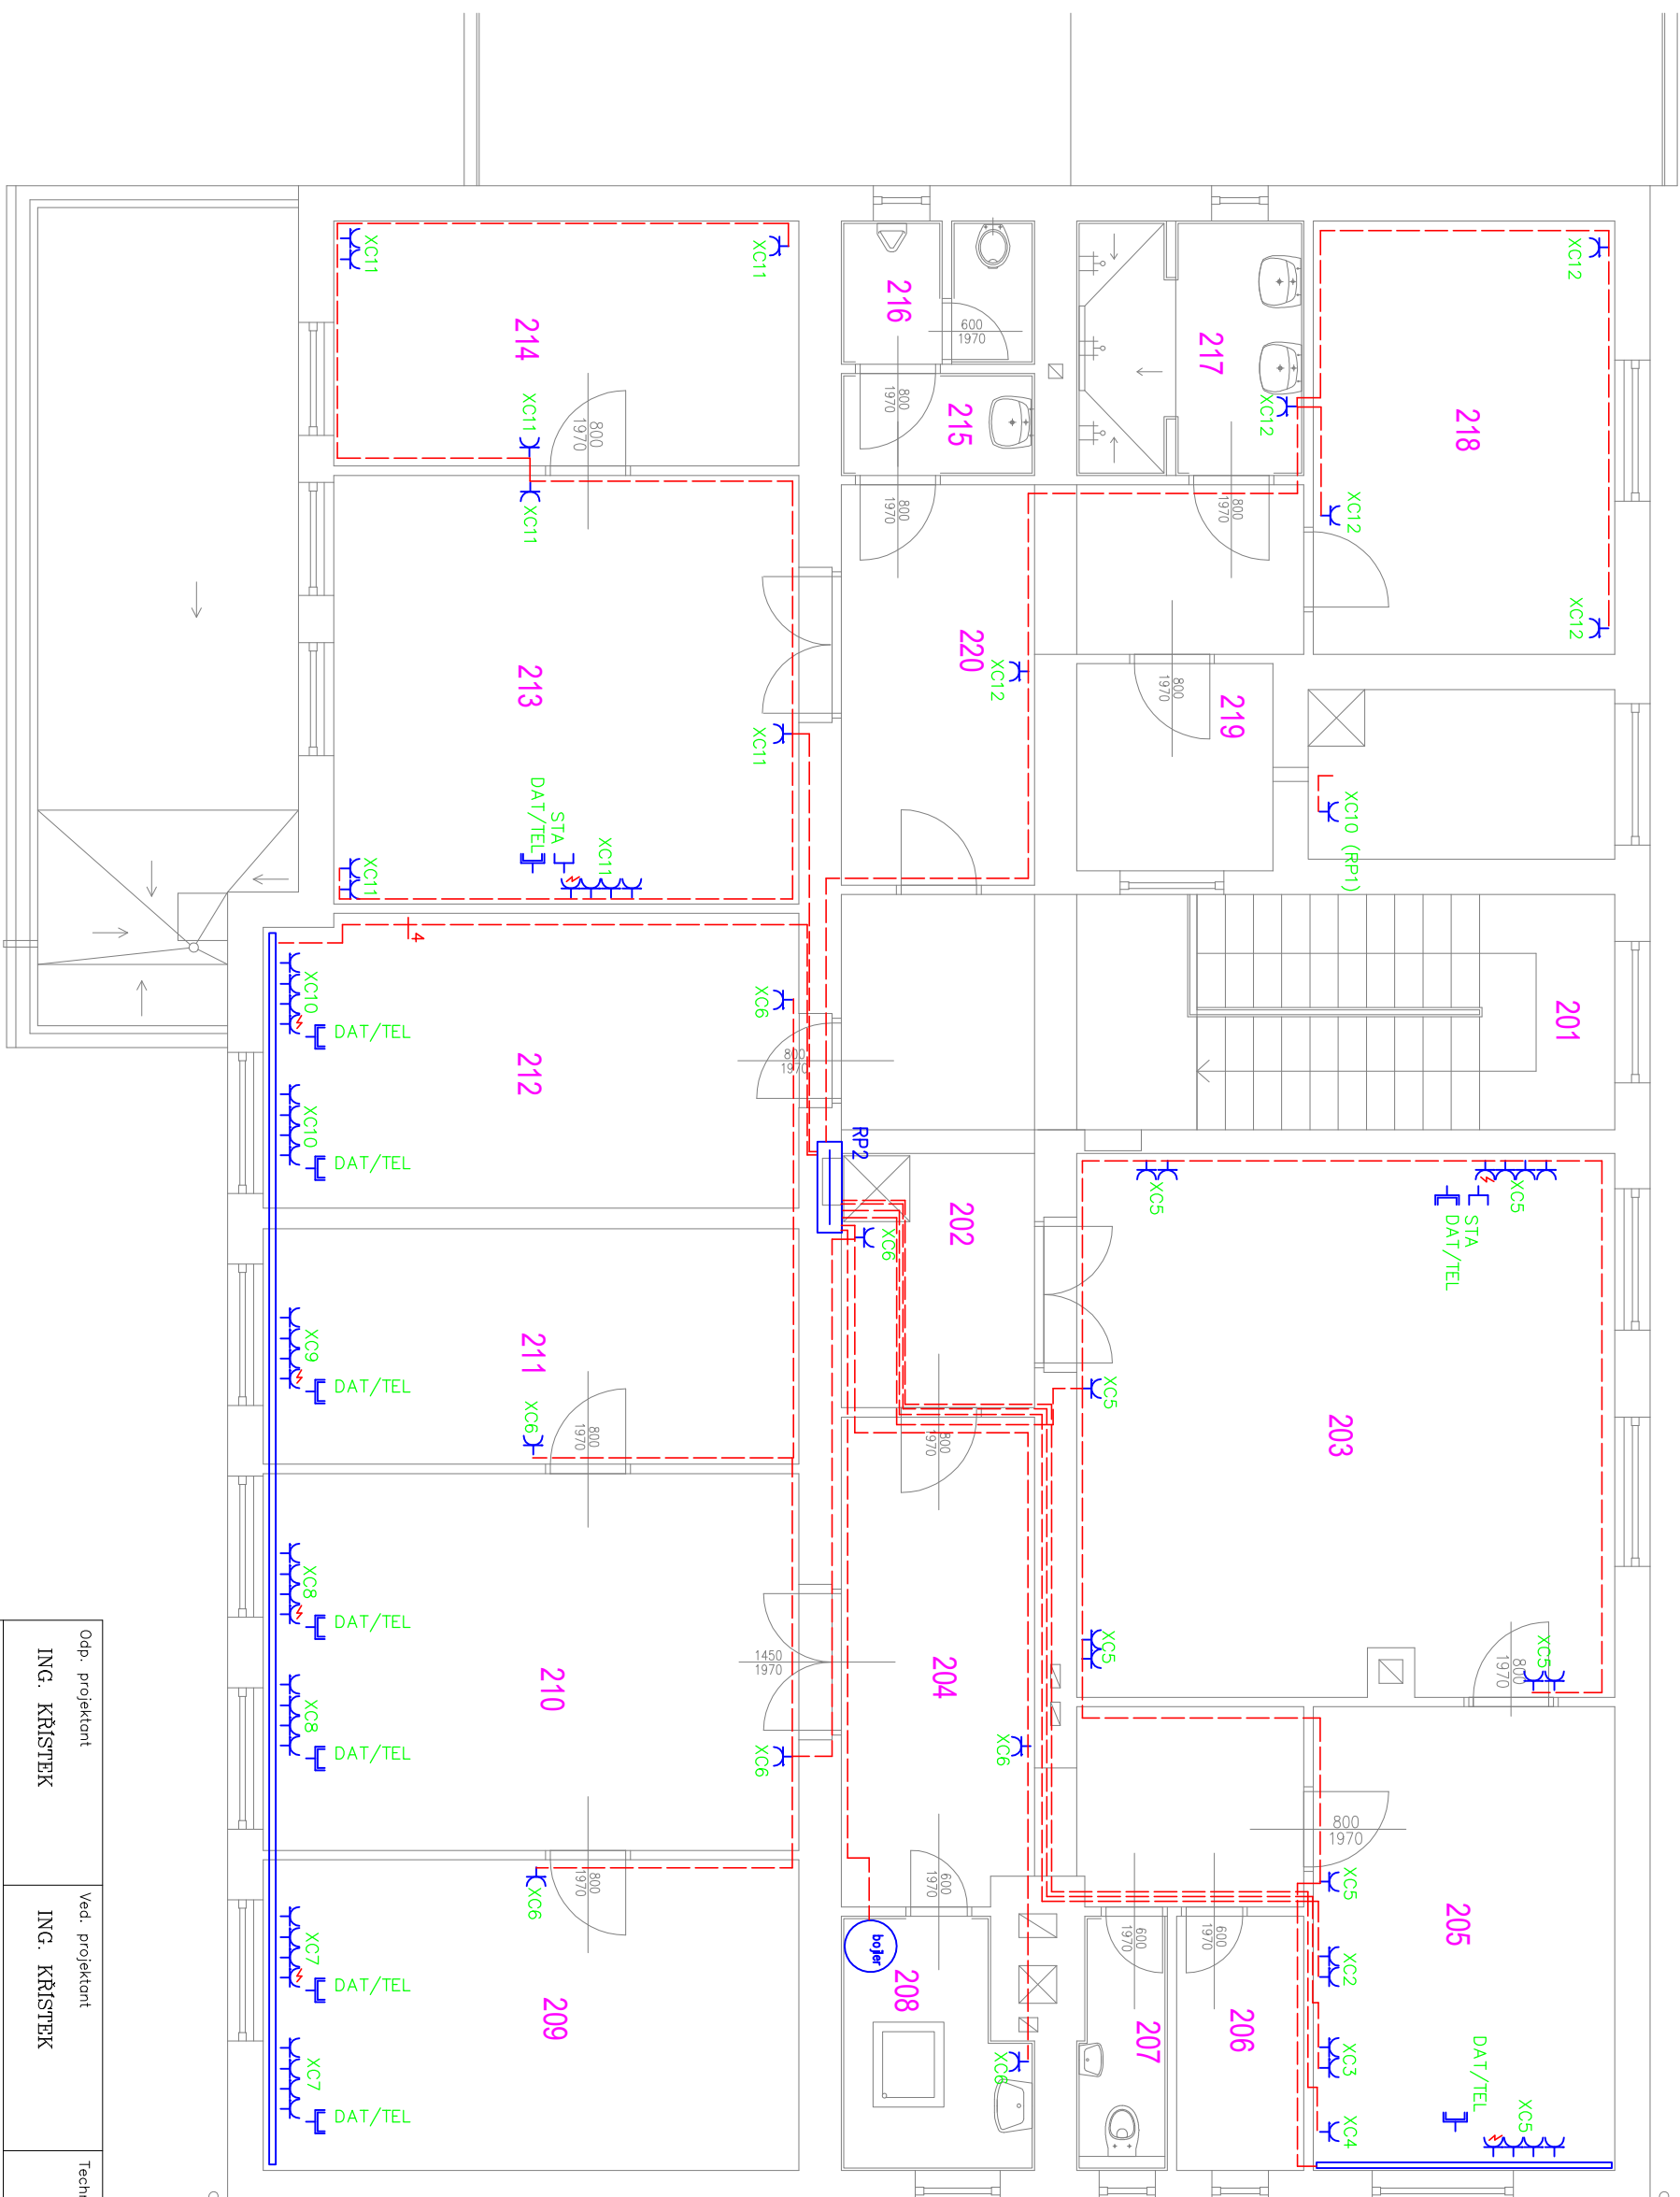 XC12
XC12
XC12
XC12
218
217
216
215
600
1970
800
1970
800
1970
800
1970
XC11
XC11
214
XC11
800
1970
XC11
213
XC11
STA
DAT/TEL
XC11
XC11
220
XC12
219
800
1970
XC10 (RP1)
201
4
XC10
DAT/TEL
XC10
DAT/TEL
212
XC6
800
1970
RP2
202
XC6
XC5
XC5
STA
DAT/TEL
XC5
203
XC5
XC5
800
1970
XC9
DAT/TEL
211
XC6
800
1970
800
1970
XC8
DAT/TEL
XC8
DAT/TEL
210
1450
1970
XC6
204
XC6
800
1970
XC5
205
XC2
XC3
XC4
DAT/TEL
XC5
600
1970
206
600
1970
207
600
1970
bojler
208
XC6
800
1970
XC6
209
XC7
DAT/TEL
XC7
DAT/TEL
Odp. projektant
ING. KŘÍSTEK
Ved. projektant
ING. KŘÍSTEK
Techn